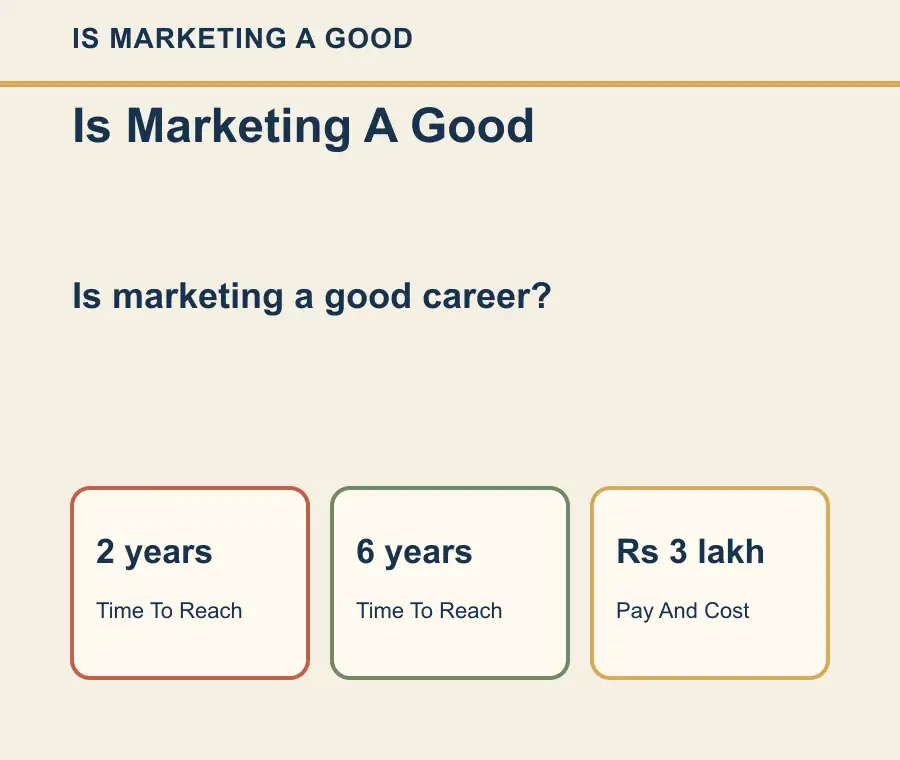 IS MARKETING A GOOD
Is Marketing A Good
Is marketing a good career?
2 years
Time To Reach
6 years
Time To Reach
Rs 3 lakh
Pay And Cost